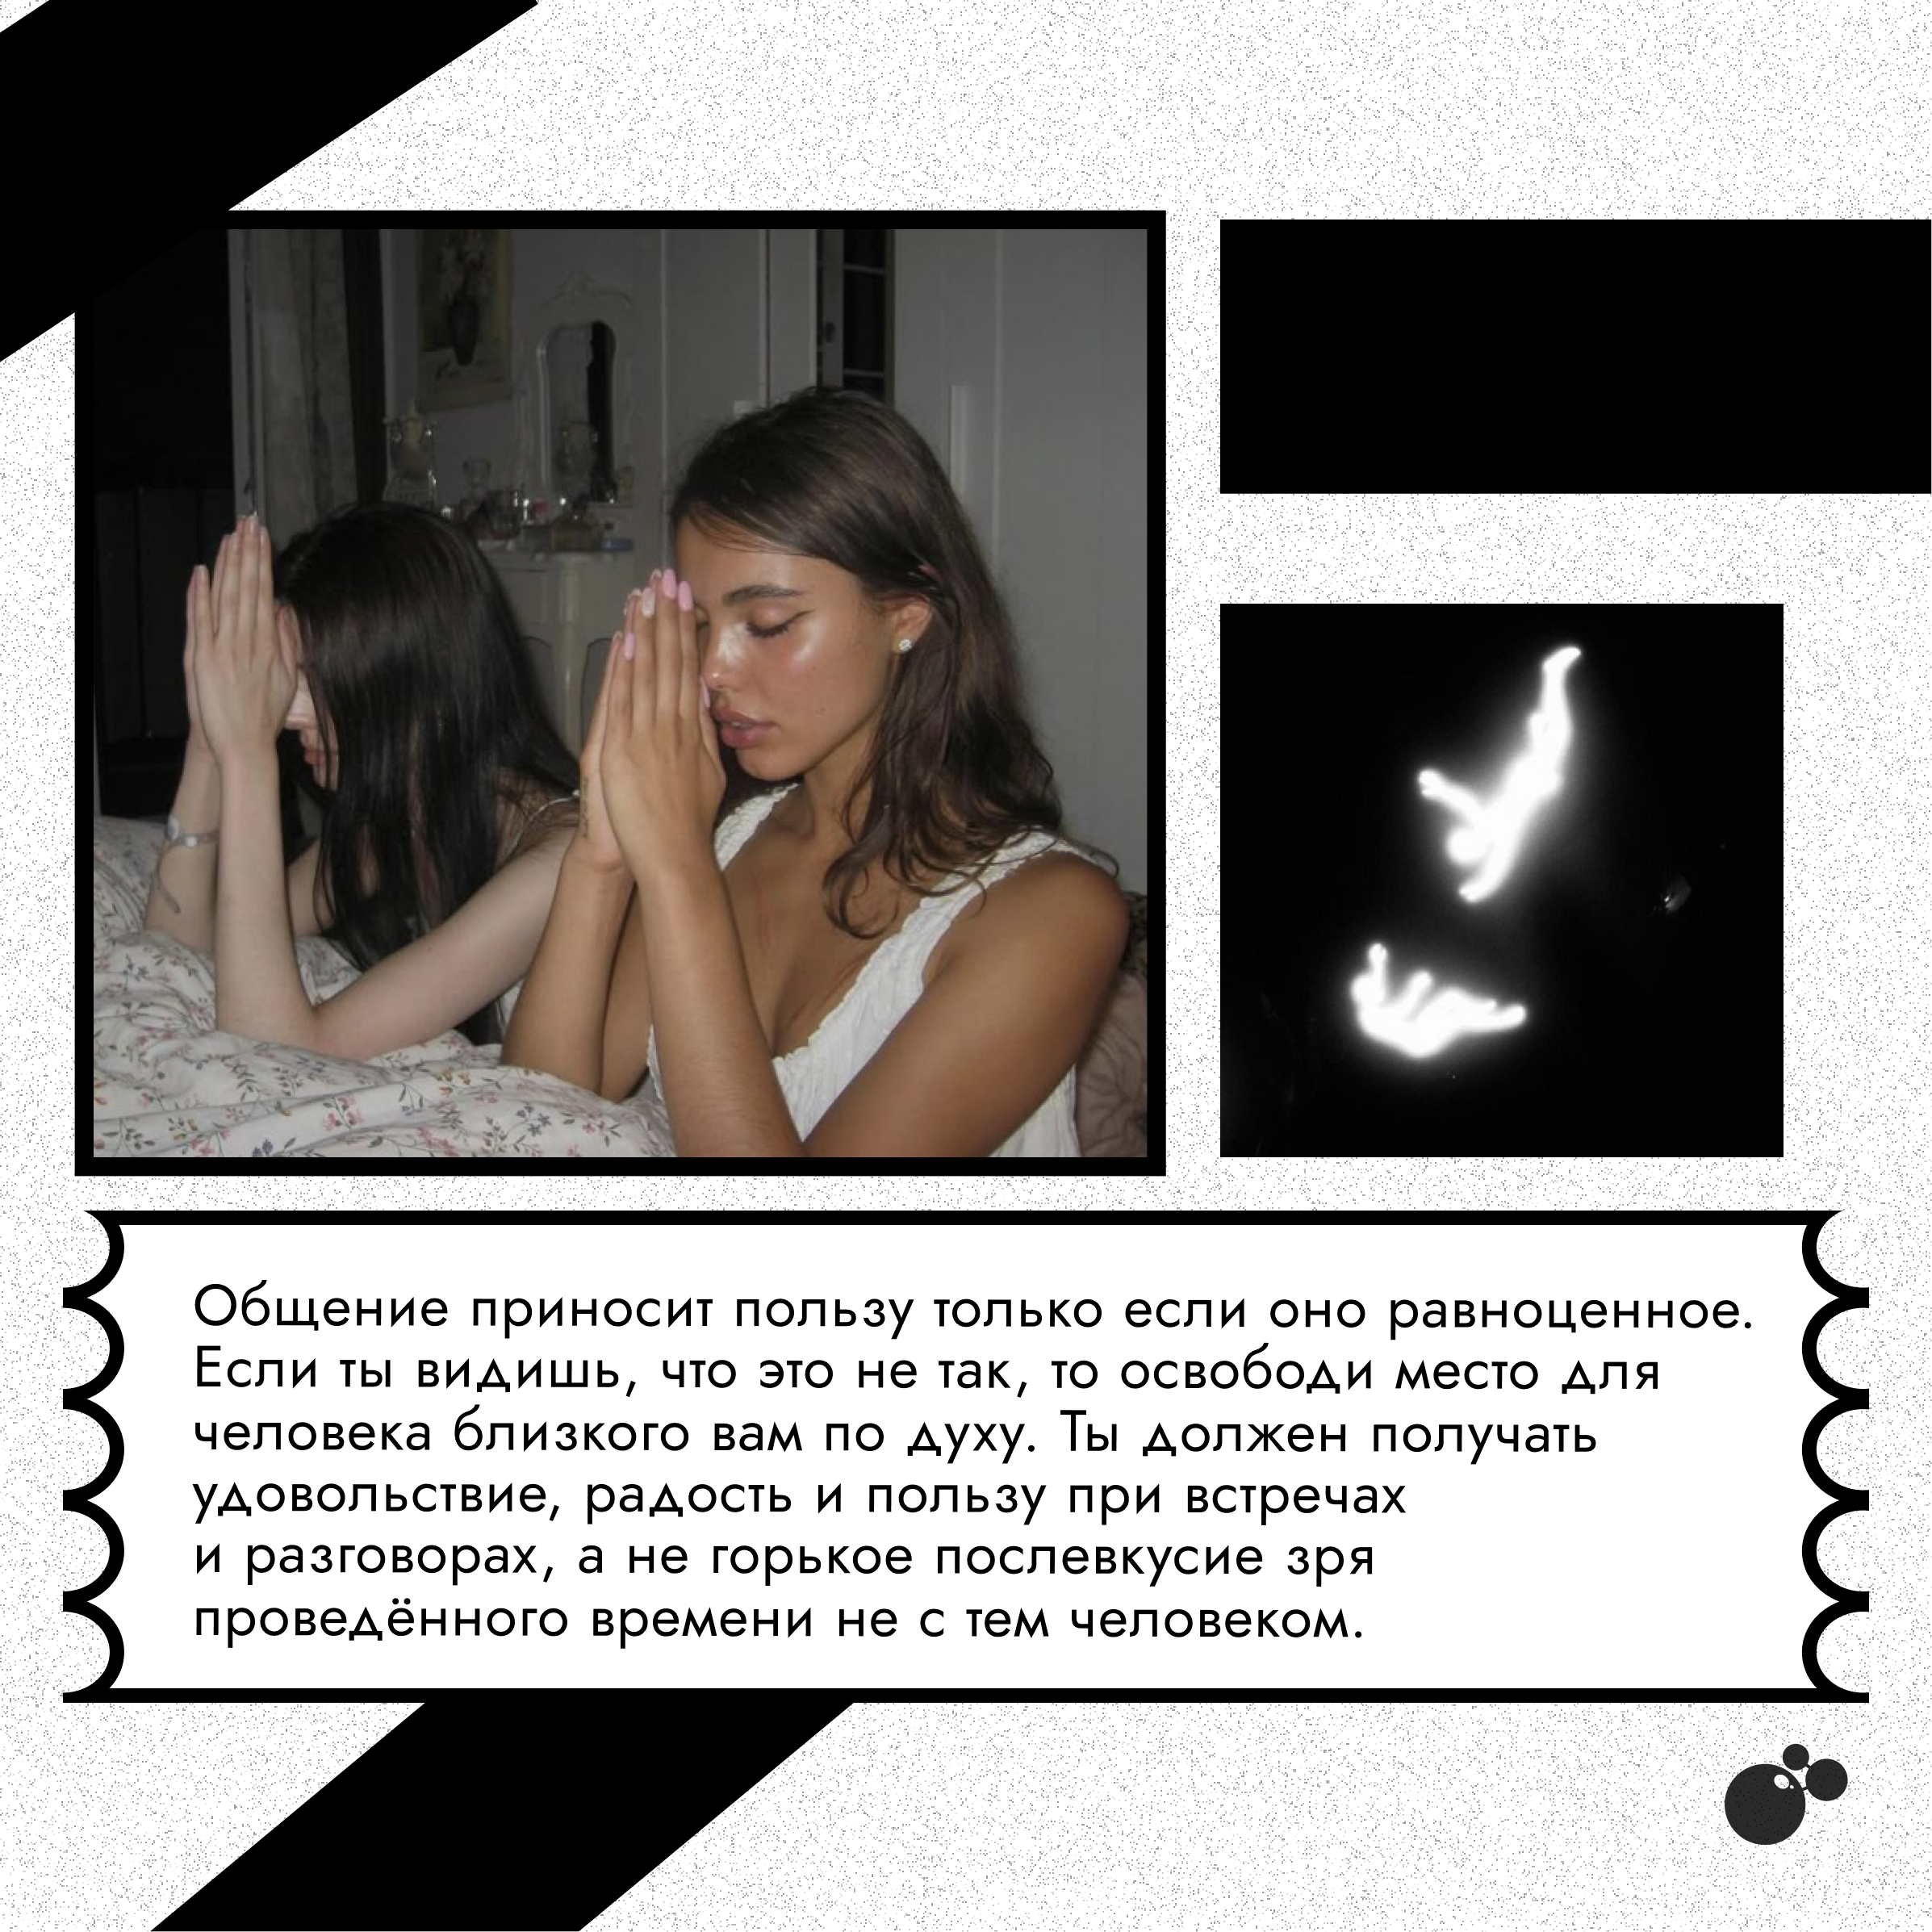 Общение приносит пользу только если оно равноценное.
Если ты видишь, что это не так, то освободи место для
человека близкого вам по духу. Ты должен получать
удовольствие, радость и пользу при встречах
и разговорах, а не горькое послевкусие зря
проведённого времени не с тем человеком.